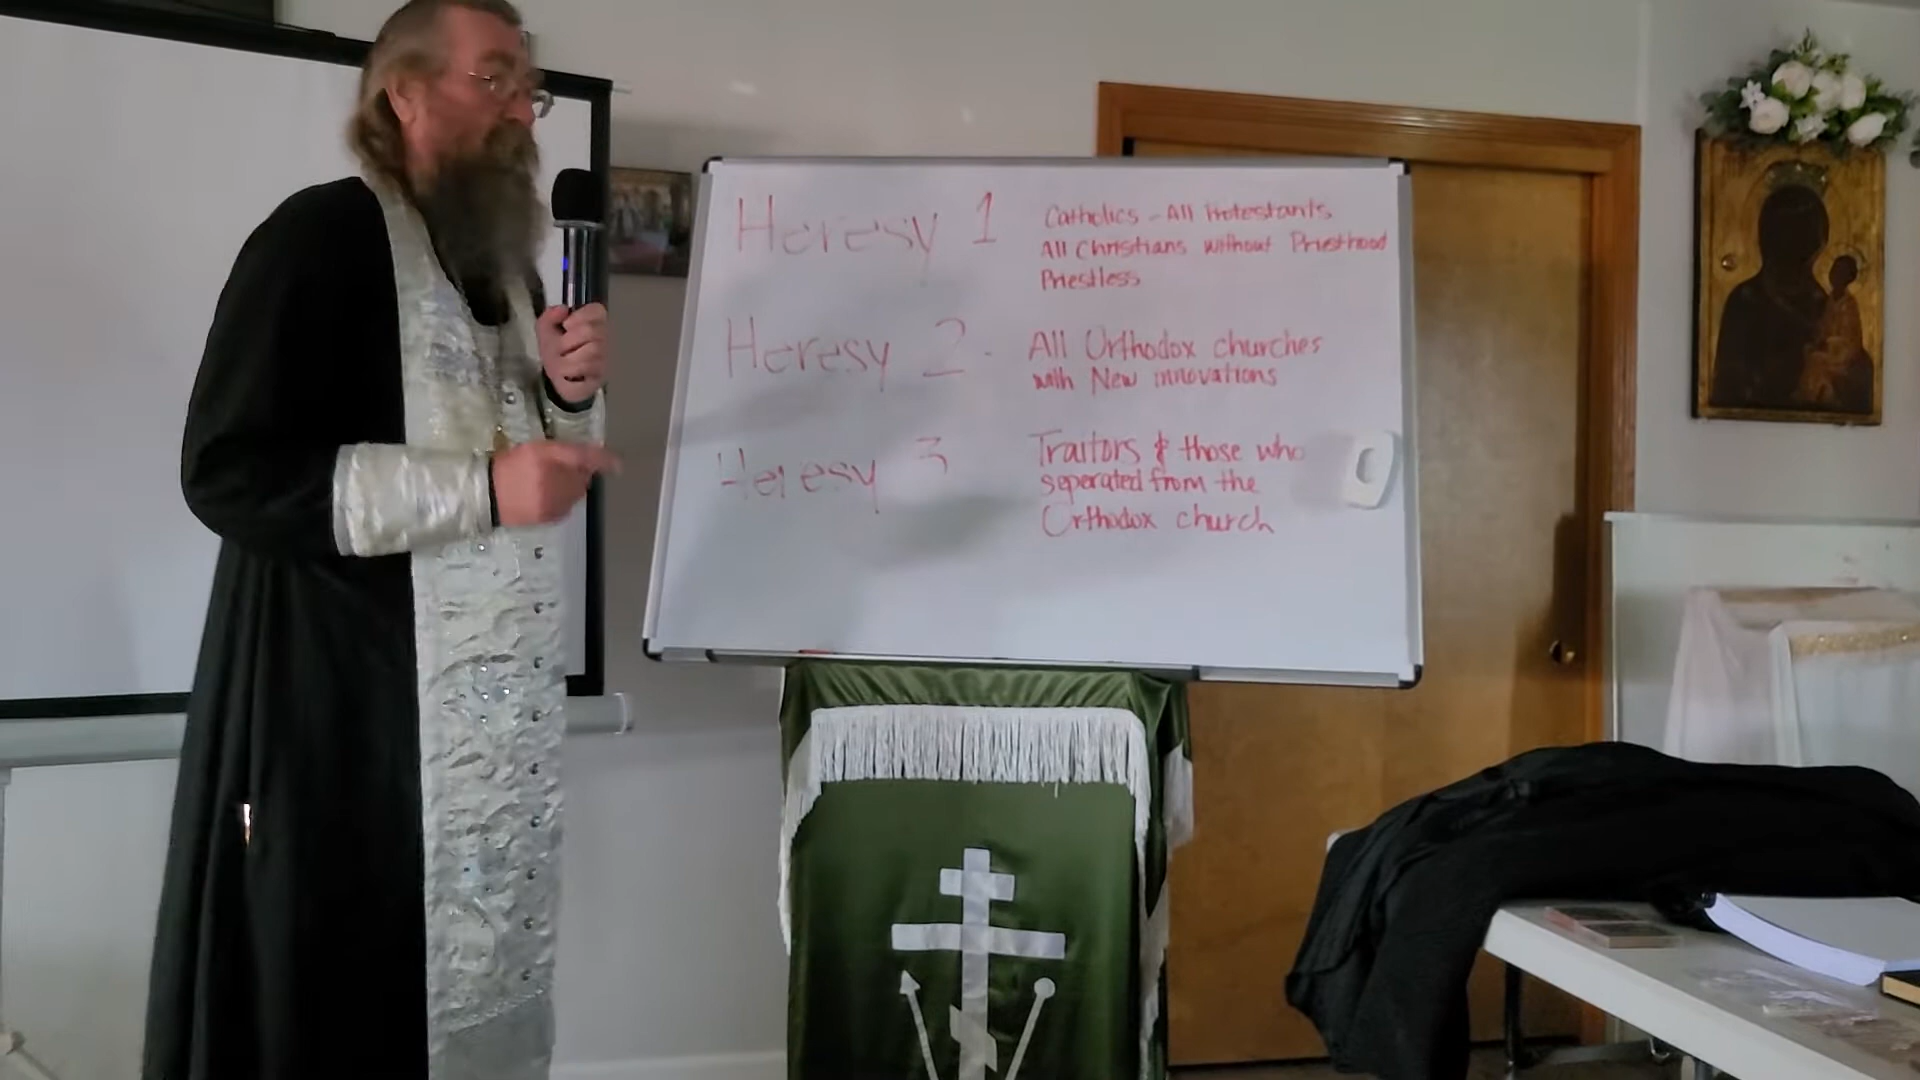 Heresy 1
Catholics - All Protestants
All Christians without Priesthood
Priestless
Heresy 2 -
All Orthodox churches
with New innovations
Heresy 3
Traitors & those who
seperated from the
Orthodox church